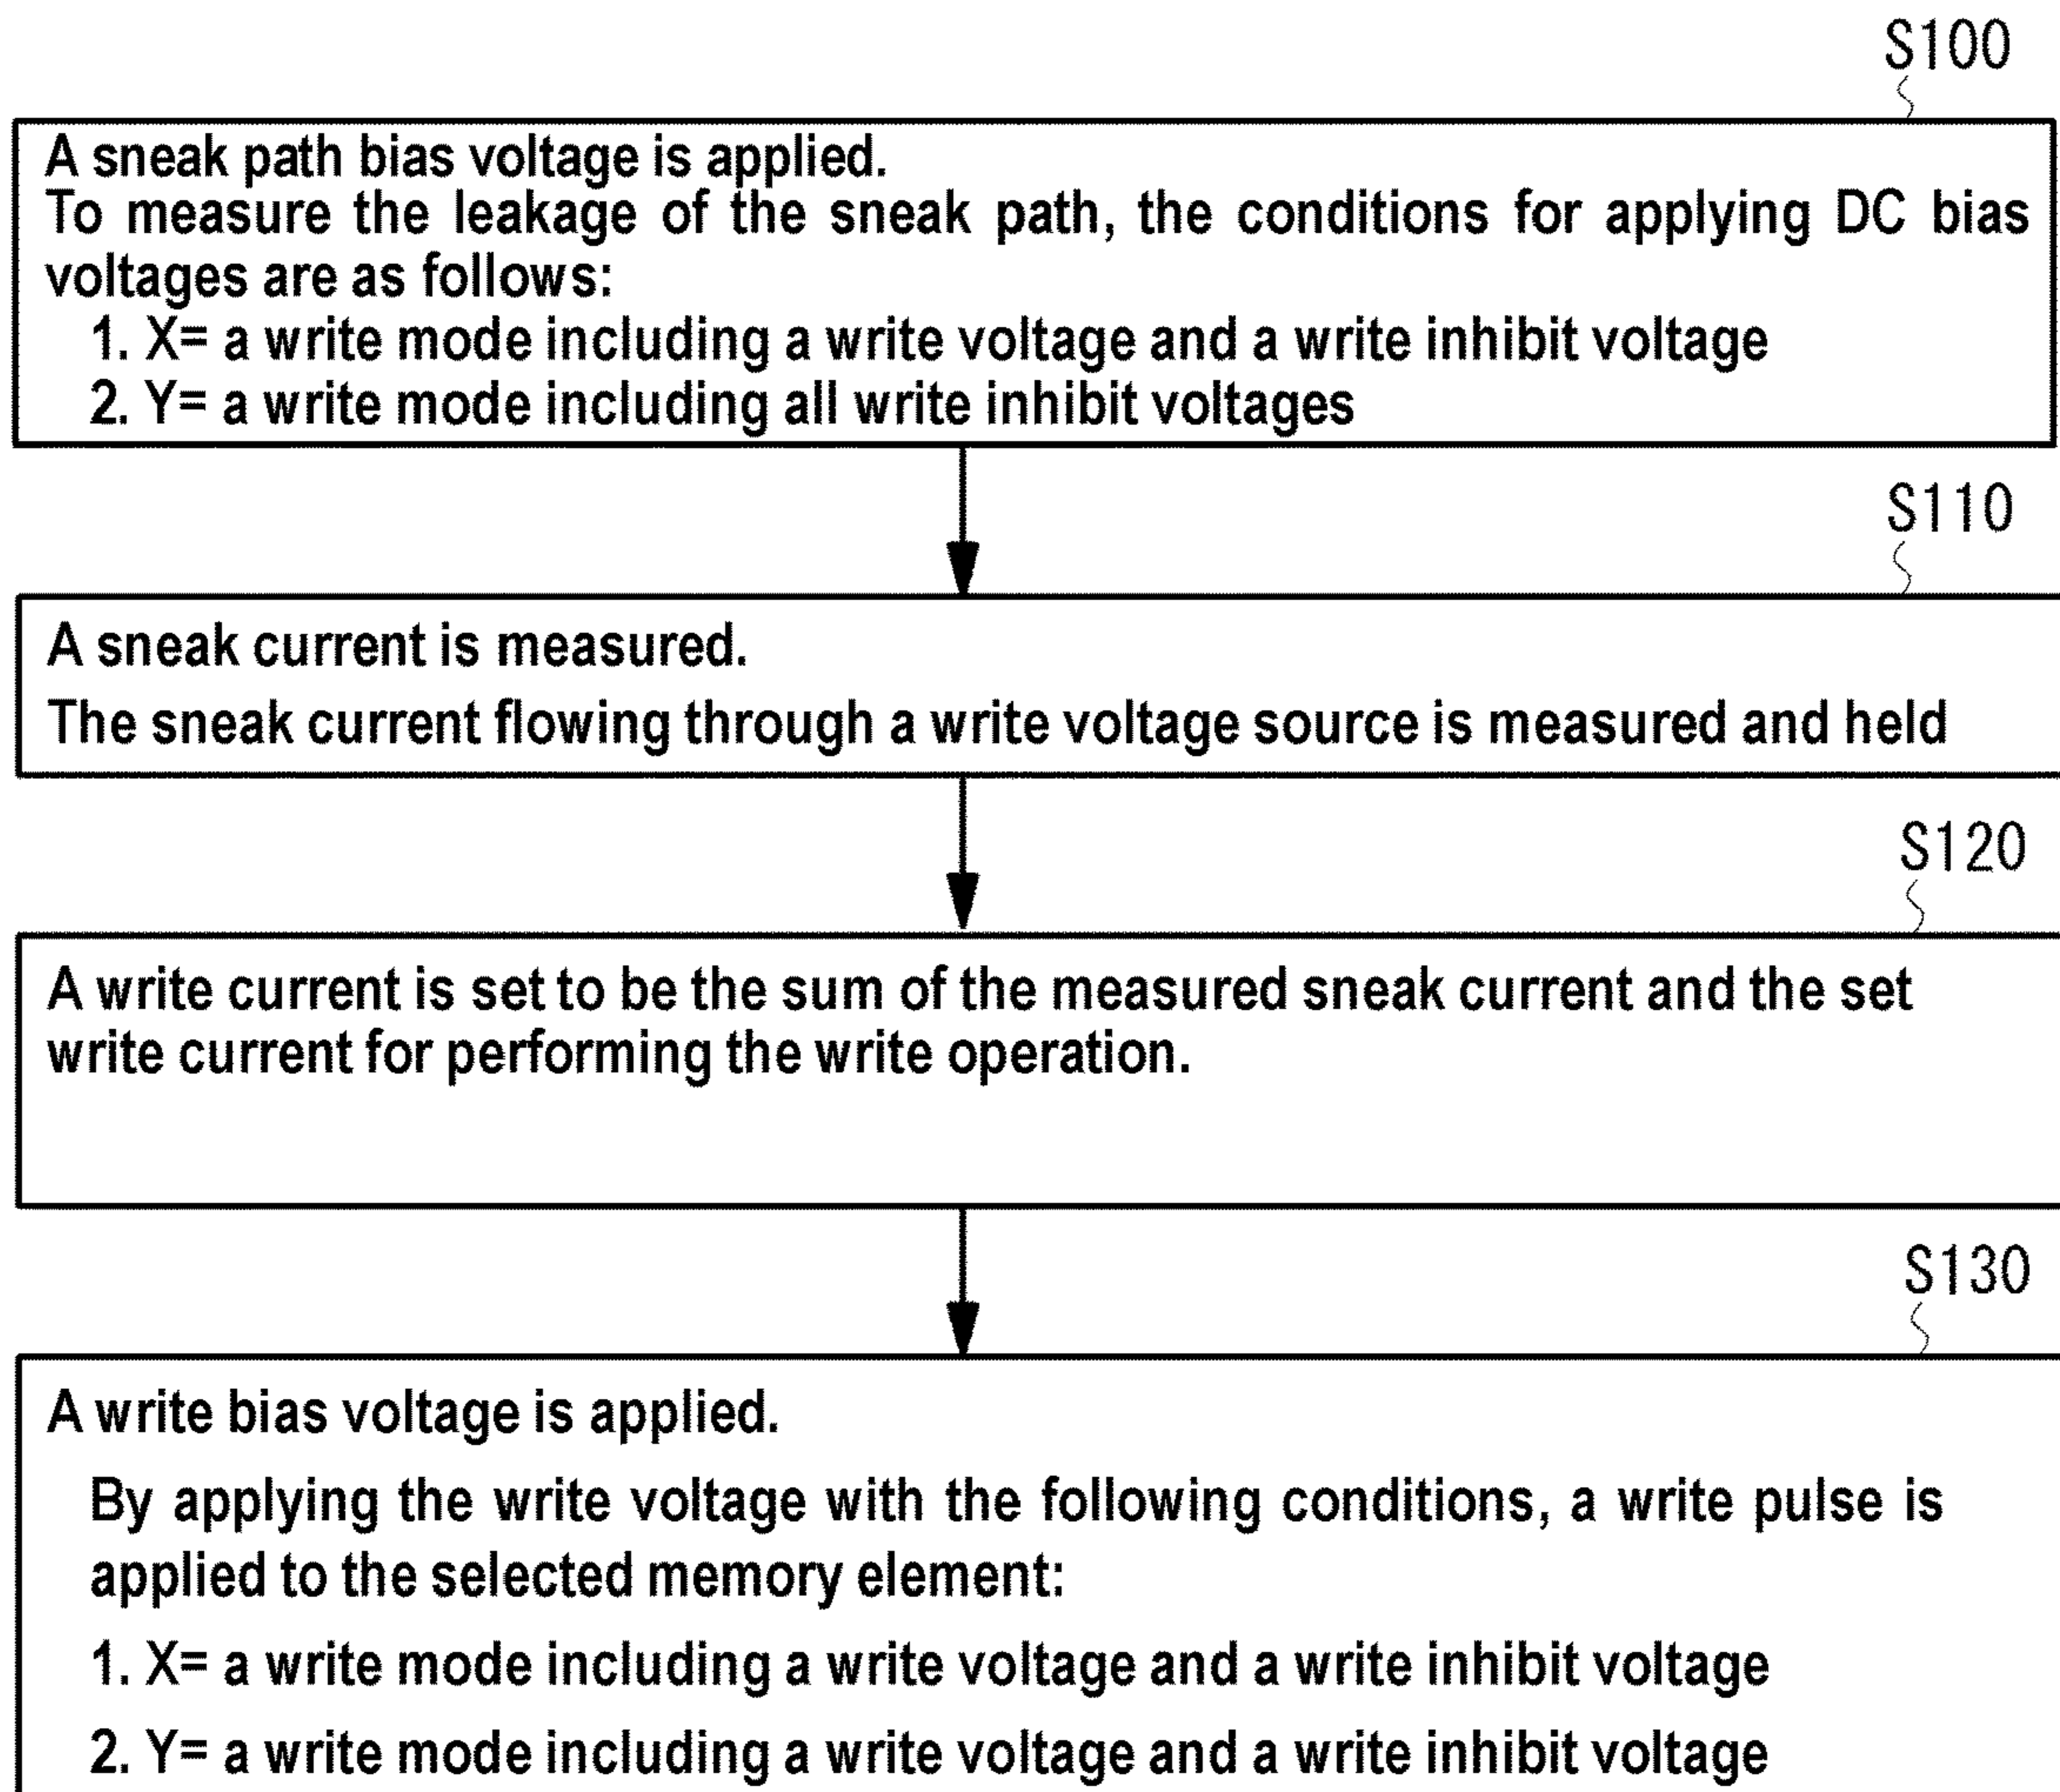 S100
A sneak path bias voltage is applied.
To measure the leakage of the sneak path, the conditions for applying DC bias
voltages are as follows:
1. X= a write mode including a write voltage and a write inhibit voltage
2. Y= a write mode including all write inhibit voltages
S110
A sneak current is measured.
The sneak current flowing through a write voltage source is measured and held
S120
A write current is set to be the sum of the measured sneak current and the set
write current for performing the write operation.
S130
A write bias voltage is applied.
By applying the write voltage with the following conditions, a write pulse is
applied to the selected memory element:
1. X= a write mode including a write voltage and a write inhibit voltage
2. Y= a write mode including a write voltage and a write inhibit voltage